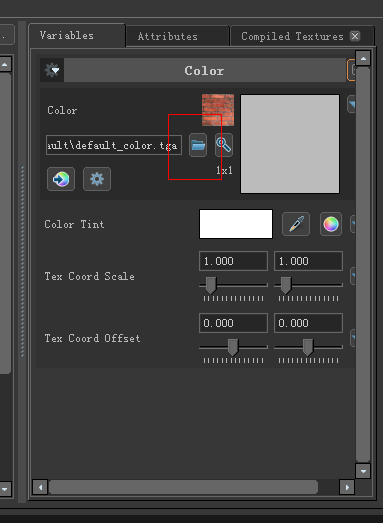 Variables Attributes Compiled Textures
Color
Color
ault\default_color.tga
1x1
Color Tint
Tex Coord Scale 1.000 1.000
Tex Coord Offset 0.000 0.000